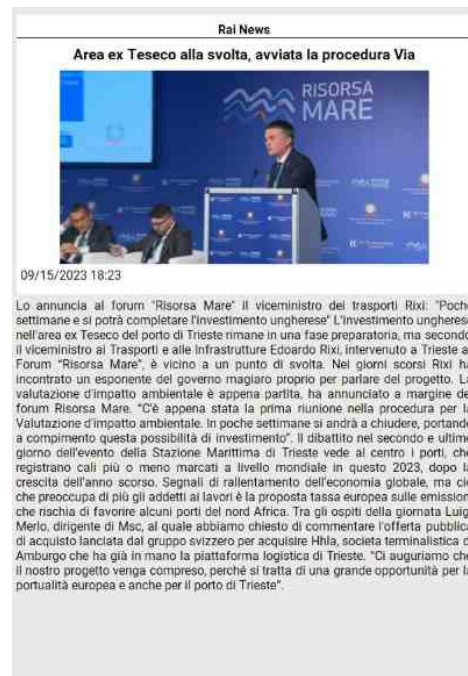 Rai News
Area ex Teseco alla svolta, avviata la procedura Via
RISORSA
MARE
09/15/2023 18:23
Lo annuncia al forum "Risorsa Mare" il viceministro dei trasporti Rixi: "Poche
settimane e si potrà completare l'investimento ungherese" L'investimento ungherese
nell'area ex Teseco del porto di Trieste rimane in una fase preparatoria, ma secondo
il viceministro ai Trasporti e alle Infrastrutture Edoardo Rixi, intervenuto a Trieste al
Forum "Risorsa Mare", è vicino a un punto di svolta. Nei giorni scorsi Rixi ha
incontrato un esponente del governo magiaro proprio per parlare del progetto. La
valutazione d'impatto ambientale è appena partita, ha annunciato a margine del
forum Risorsa Mare. "C'è appena stata la prima riunione nella procedura per la
Valutazione d'impatto ambientale. In poche settimane si andrà a chiudere, portando
a compimento questa possibilità di investimento". Il dibattito nel secondo e ultimo
giorno dell'evento della Stazione Marittima di Trieste vede al centro i porti, che
registrano cali più o meno marcati a livello mondiale in questo 2023, dopo la
crescita dell'anno scorso. Segnali di rallentamento dell'economia globale, ma ciò
che preoccupa di più gli addetti ai lavori è la proposta tassa europea sulle emissioni
che rischia di favorire alcuni porti del nord Africa. Tra gli ospiti della giornata Luigi
Merlo, dirigente di Msc, al quale abbiamo chiesto di commentare l'offerta pubblica
di acquisto lanciata dal gruppo svizzero per acquisire Hhla, societa terminalistica di
Amburgo che ha già in mano la piattaforma logistica di Trieste. "Ci auguriamo che
il nostro progetto venga compreso, perché si tratta di una grande opportunità per la
portualità europea e anche per il porto di Trieste".